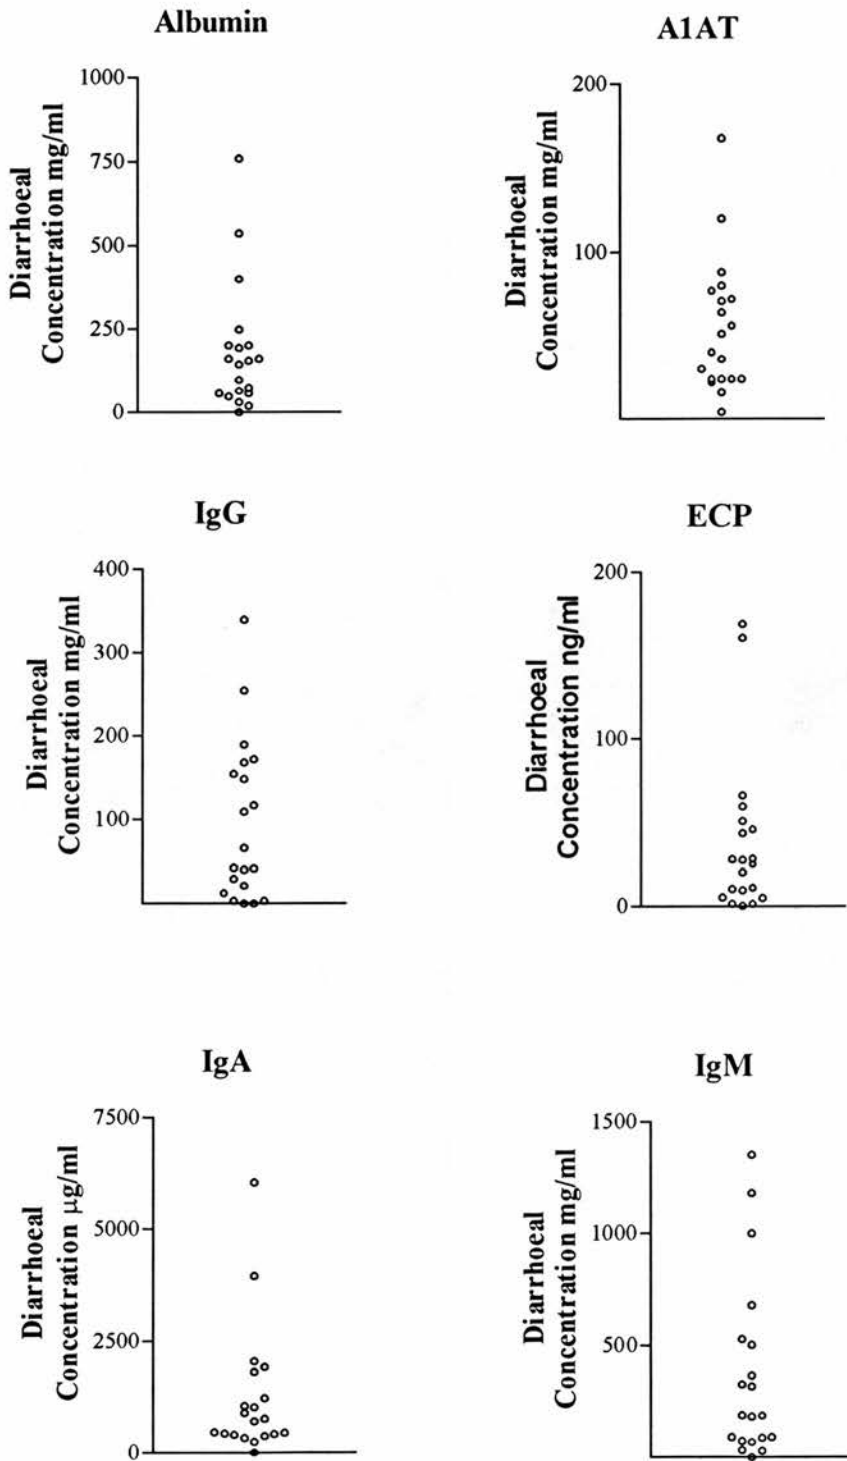 Albumin
Diarrhoeal
Concentration mg/ml
1000
750
500
250
0
A1AT
Diarrhoeal
Concentration mg/ml
200
100
IgG
Diarrhoeal
Concentration mg/ml
400
300
200
100
ECP
Diarrhoeal
Concentration ng/ml
200
100
0
IgA
Diarrhoeal
Concentration µg/ml
7500
5000
2500
0
IgM
Diarrhoeal
Concentration mg/ml
1500
1000
500